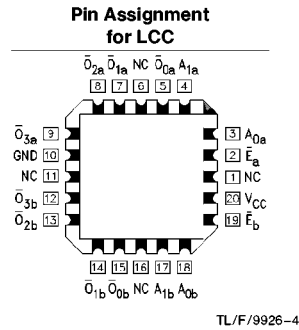 Pin Assignment
for LCC
Ō2a Ō1a NC Ō0a A1a
8 7 6 5 4
Ō3a 9
GND 10
NC 11
Ō3b 12
Ō2b 13
3 A0a
2 Ēa
1 NC
20 VCC
19 Ēb
14 15 16 17 18
Ō1b Ō0b NC A1b A0b
TL/F/9926–4